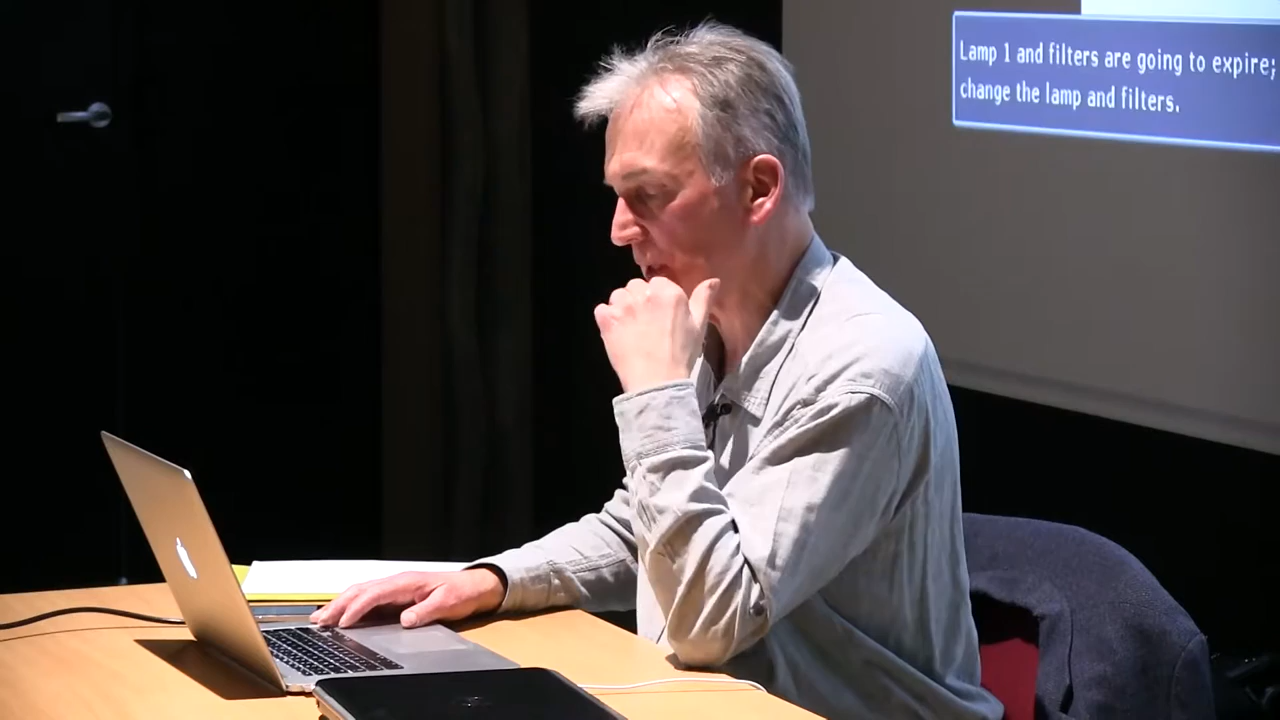 Lamp 1 and filters are going to expire;
change the lamp and filters.